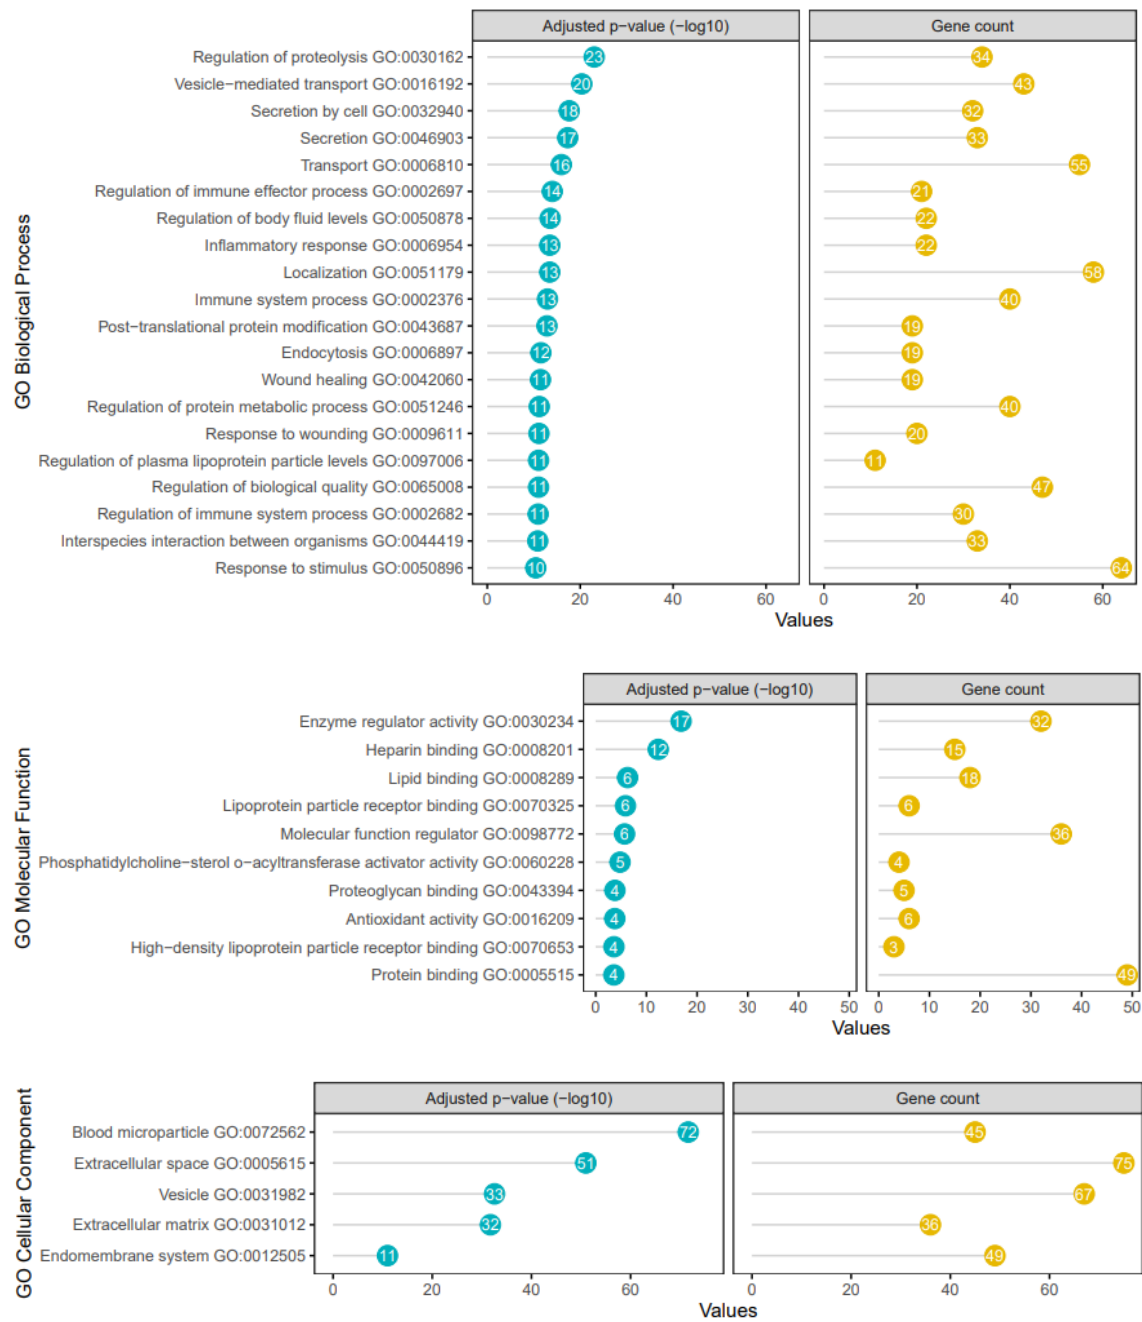 Adjusted p−value (−log10) Gene count
GO Biological Process
Regulation of proteolysis GO:0030162 23 34
Vesicle−mediated transport GO:0016192 20 43
Secretion by cell GO:0032940 18 32
Secretion GO:0046903 17 33
Transport GO:0006810 16 55
Regulation of immune effector process GO:0002697 14 21
Regulation of body fluid levels GO:0050878 14 22
Inflammatory response GO:0006954 13 22
Localization GO:0051179 13 58
Immune system process GO:0002376 13 40
Post−translational protein modification GO:0043687 13 19
Endocytosis GO:0006897 12 19
Wound healing GO:0042060 11 19
Regulation of protein metabolic process GO:0051246 11 40
Response to wounding GO:0009611 11 20
Regulation of plasma lipoprotein particle levels GO:0097006 11 11
Regulation of biological quality GO:0065008 11 47
Regulation of immune system process GO:0002682 11 30
Interspecies interaction between organisms GO:0044419 11 33
Response to stimulus GO:0050896 10 64
0 20 40 60 0 20 40 60
Values
Adjusted p−value (−log10) Gene count
GO Molecular Function
Enzyme regulator activity GO:0030234 17 32
Heparin binding GO:0008201 12 15
Lipid binding GO:0008289 6 18
Lipoprotein particle receptor binding GO:0070325 6 6
Molecular function regulator GO:0098772 6 36
Phosphatidylcholine−sterol o−acyltransferase activator activity GO:0060228 5 4
Proteoglycan binding GO:0043394 4 5
Antioxidant activity GO:0016209 4 6
High−density lipoprotein particle receptor binding GO:0070653 4 3
Protein binding GO:0005515 4 49
0 10 20 30 40 50 0 10 20 30 40 50
Values
Adjusted p−value (−log10) Gene count
GO Cellular Component
Blood microparticle GO:0072562 72 45
Extracellular space GO:0005615 51 75
Vesicle GO:0031982 33 67
Extracellular matrix GO:0031012 32 36
Endomembrane system GO:0012505 11 49
0 20 40 60 0 20 40 60
Values